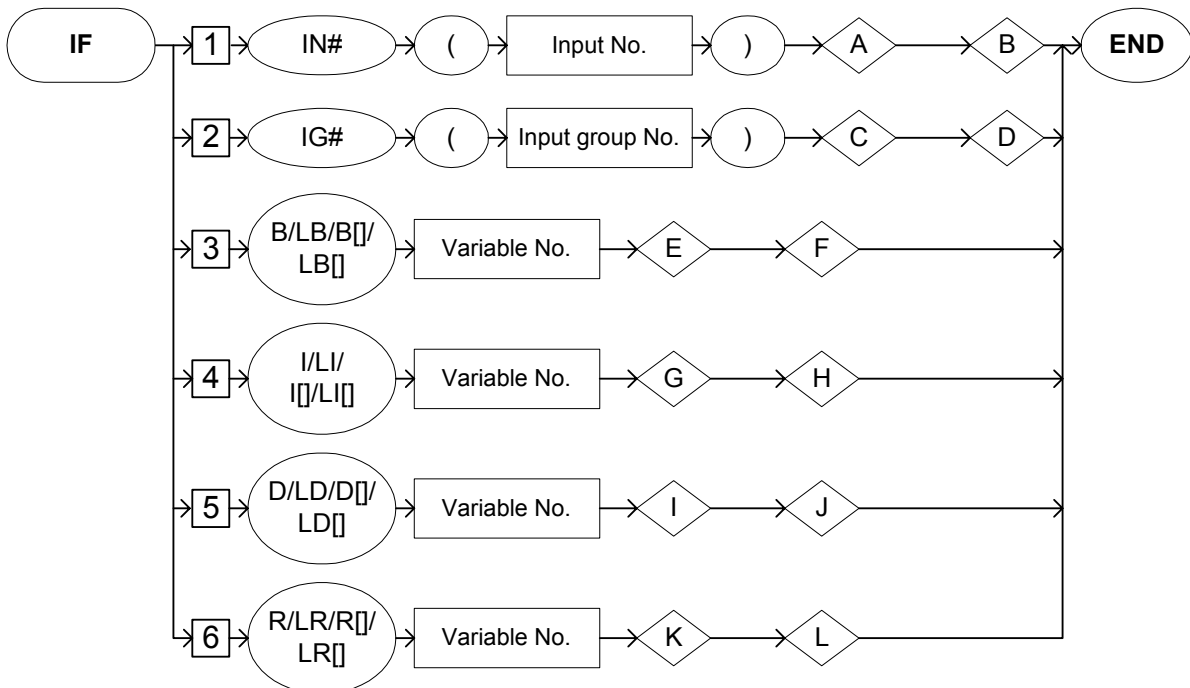 IF 1 IN# ( Input No. ) A B END
2 IG# ( Input group No. ) C D
3 B/LB/B[]/
LB[] Variable No. E F
4 I/LI/
I[]/LI[] Variable No. G H
5 D/LD/D[]/
LD[] Variable No. I J
6 R/LR/R[]/
LR[] Variable No. K L